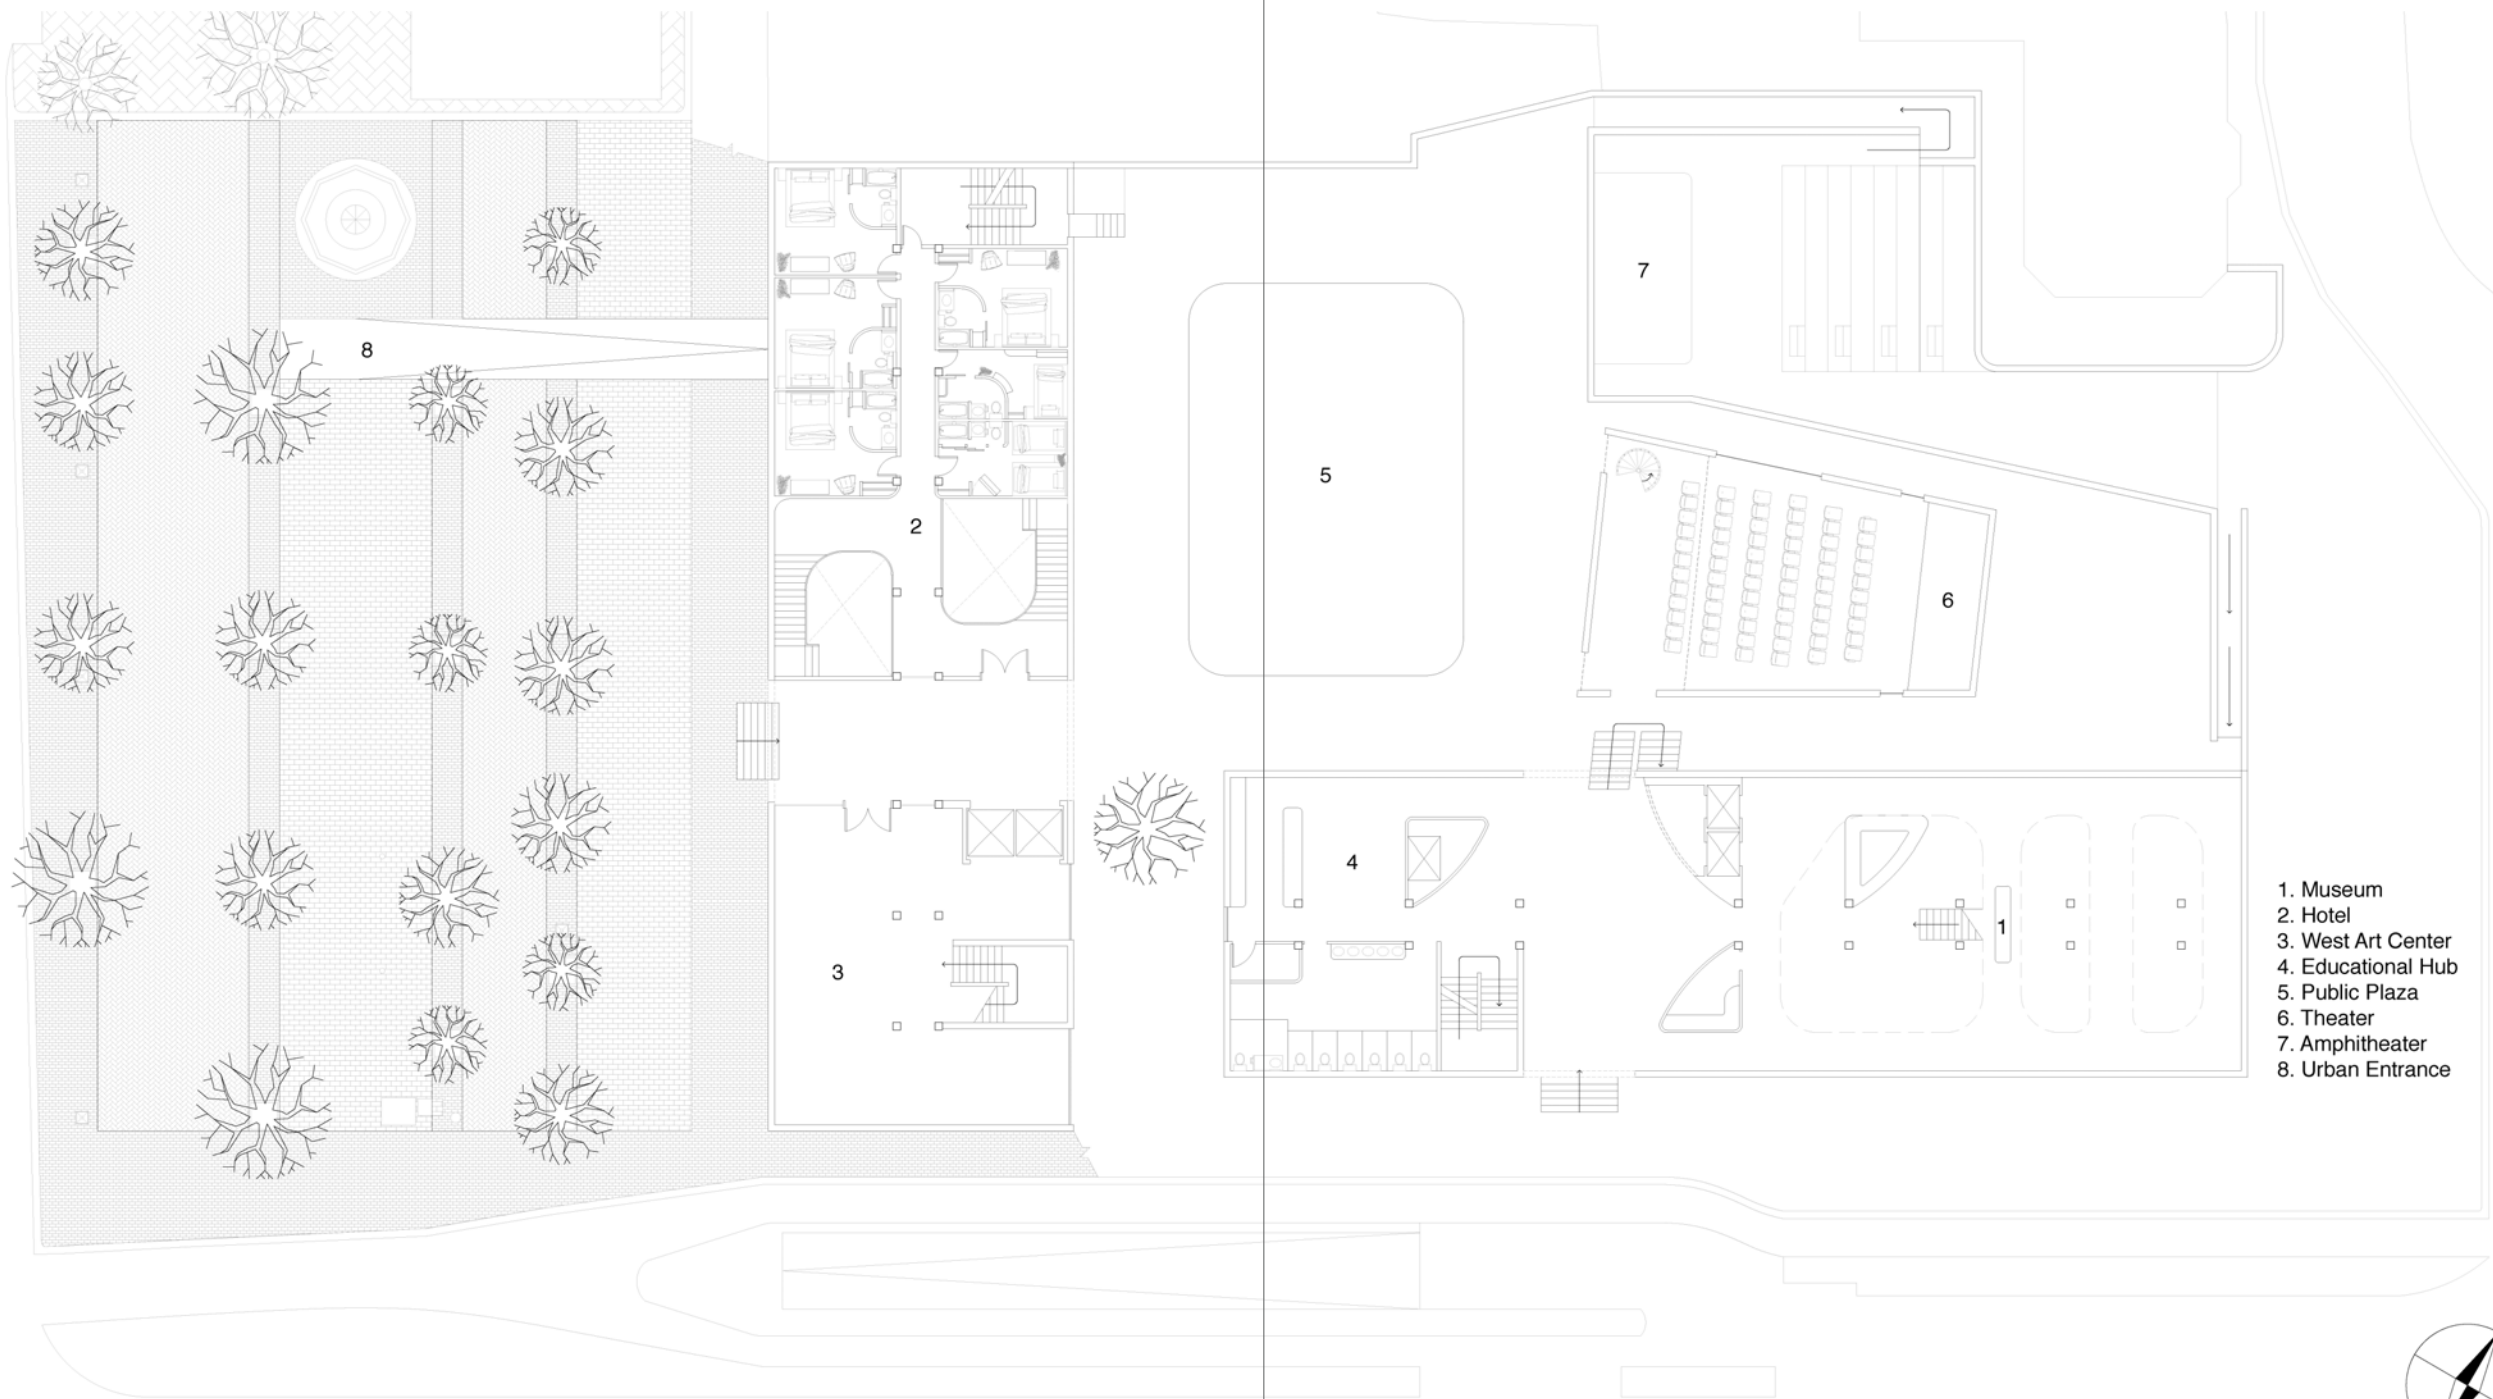 7
8
5
2
6
4
1
3
1. Museum
2. Hotel
3. West Art Center
4. Educational Hub
5. Public Plaza
6. Theater
7. Amphitheater
8. Urban Entrance